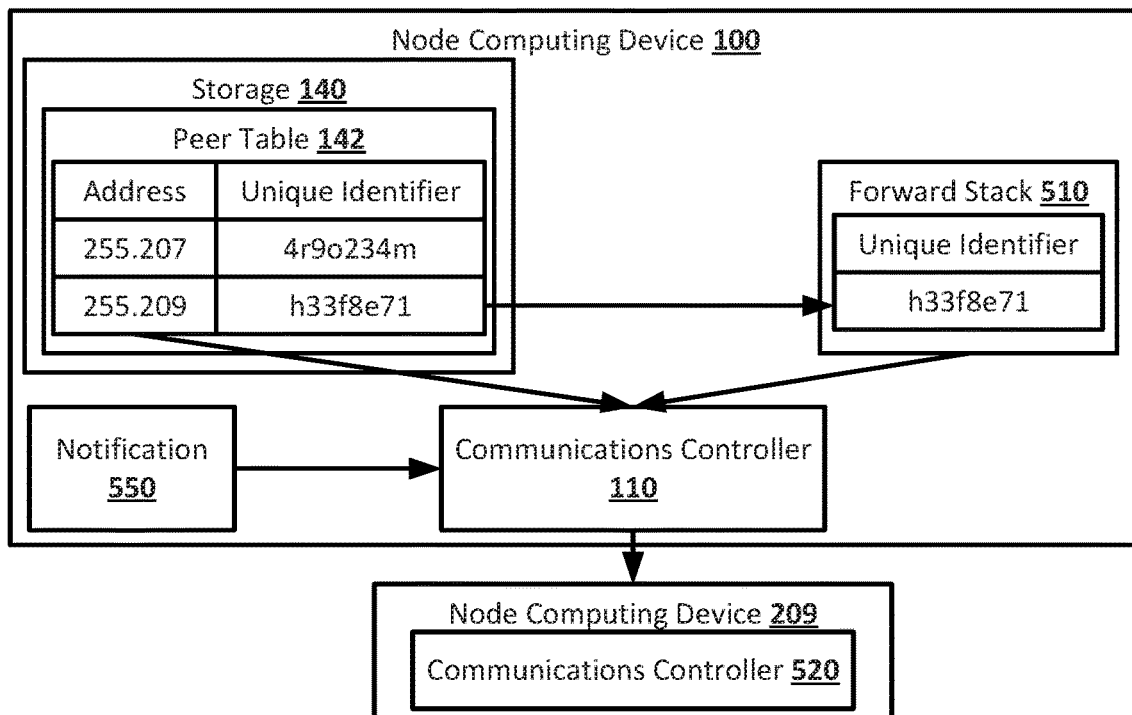 Node Computing Device 100
Storage 140
Peer Table 142
Address Unique Identifier
255.207 4r9o234m
255.209 h33f8e71
Forward Stack 510
Unique Identifier
h33f8e71
Notification
550
Communications Controller
110
Node Computing Device 209
Communications Controller 520